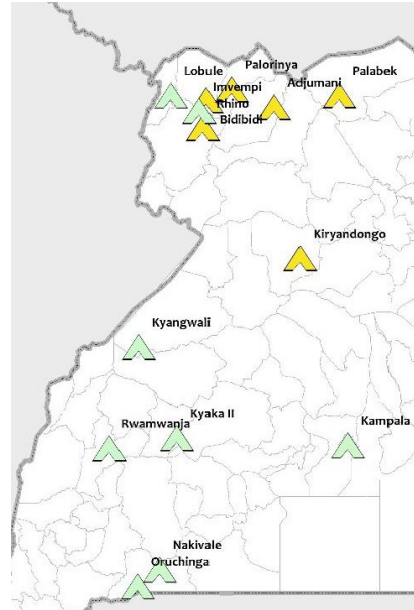 Palorinya
Lobule
Palabek
Adjumani
Imvempi
Rhino
Bidibidi
Kiryandongo
Kyangwali
Kyaka II
Rwamwanja
Kampala
Nakivale
Oruchinga